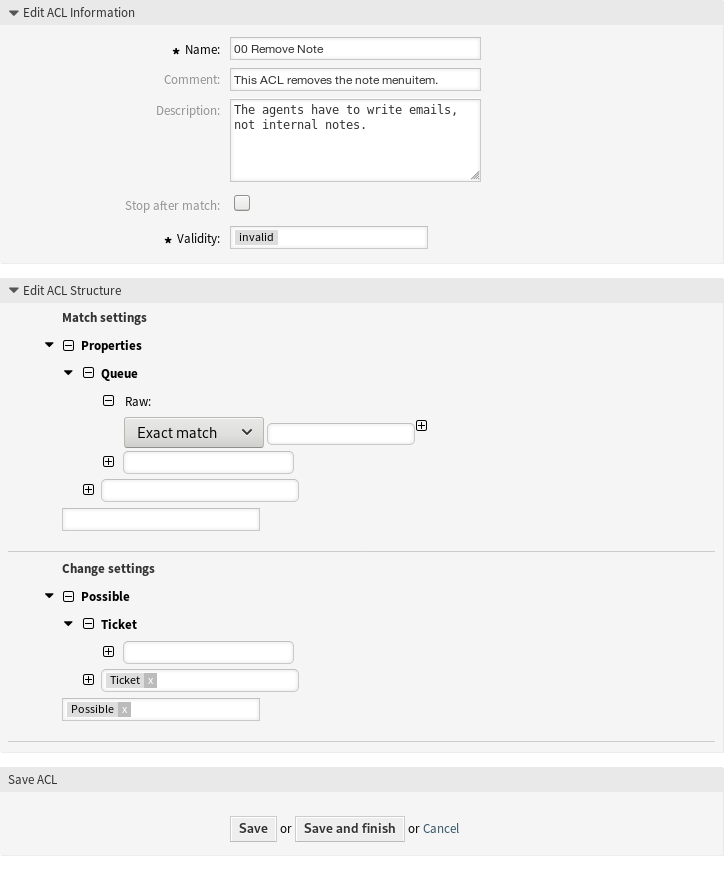 Edit ACL Information
★ Name: 00 Remove Note
Comment: This ACL removes the note menuitem.
Description: The agents have to write emails,
not internal notes.
Stop after match:
★ Validity: invalid
Edit ACL Structure
Match settings
Properties
Queue
Raw:
Exact match
Change settings
Possible
Ticket
Ticket x
Possible x
Save ACL
Save or Save and finish or Cancel